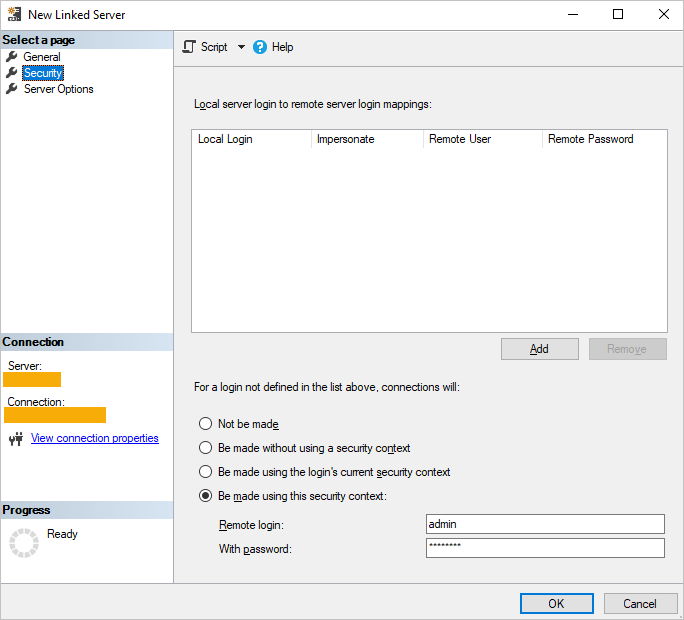 New Linked Server
Select a page
General
Security
Server Options
Script
Help
Local server login to remote server login mappings:
Local Login Impersonate Remote User Remote Password
Add Remove
For a login not defined in the list above, connections will:
Not be made
Be made without using a security context
Be made using the login's current security context
Be made using this security context:
Remote login: admin
With password: ********
Connection
Server:
Connection:
View connection properties
Progress
Ready
OK Cancel